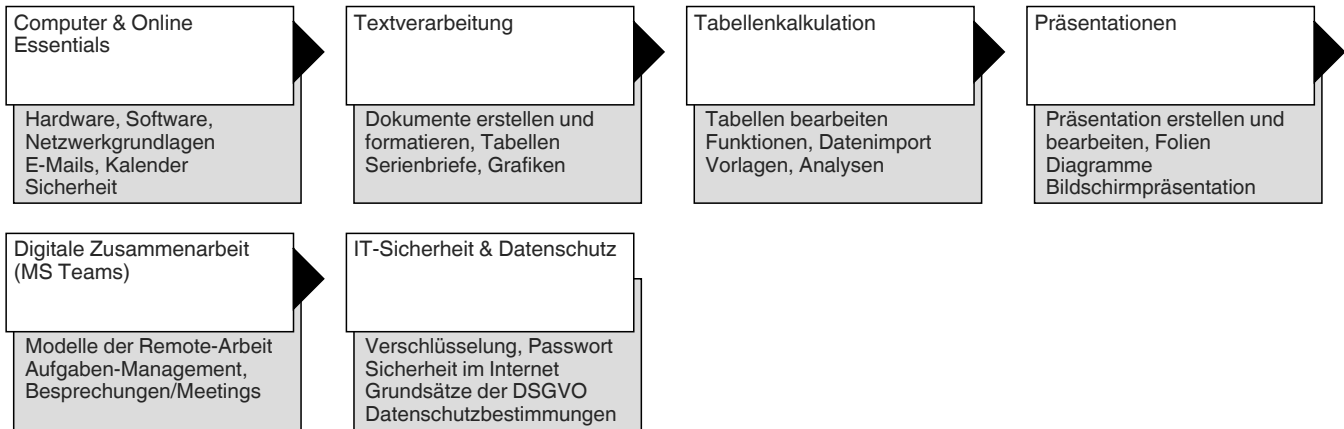 Computer & Online
Essentials
Hardware, Software,
Netzwerkgrundlagen
E-Mails, Kalender
Sicherheit
Textverarbeitung
Dokumente erstellen und
formatieren, Tabellen
Serienbriefe, Grafiken
Tabellenkalkulation
Tabellen bearbeiten
Funktionen, Datenimport
Vorlagen, Analysen
Präsentationen
Präsentation erstellen und
bearbeiten, Folien
Diagramme
Bildschirmpräsentation
Digitale Zusammenarbeit
(MS Teams)
Modelle der Remote-Arbeit
Aufgaben-Management,
Besprechungen/Meetings
IT-Sicherheit & Datenschutz
Verschlüsselung, Passwort
Sicherheit im Internet
Grundsätze der DSGVO
Datenschutzbestimmungen